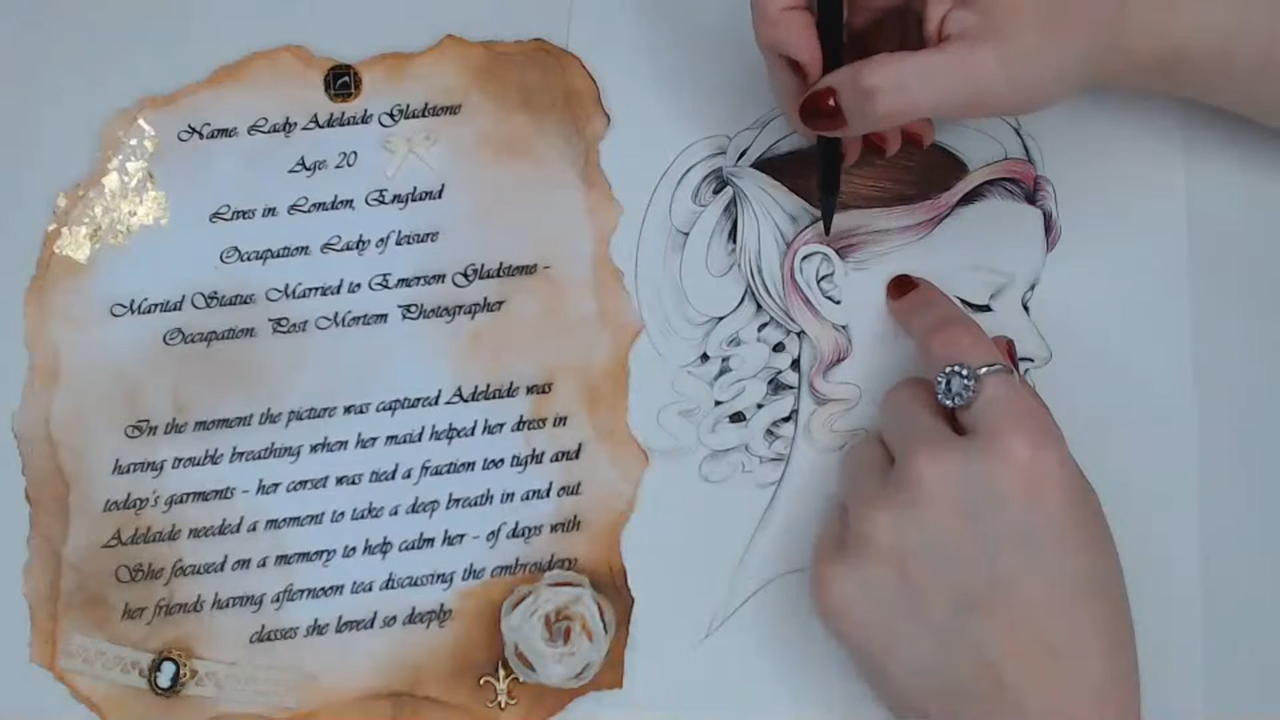 Name: Lady Adelaide Gladstone
Age: 20
Lives in: London, England
Occupation: Lady of leisure
Marital Status: Married to Emerson Gladstone -
Occupation: Post Mortem Photographer
In the moment the picture was captured Adelaide was
having trouble breathing when her maid helped her dress in
today's garments - her corset was tied a fraction too tight and
Adelaide needed a moment to take a deep breath in and out.
She focused on a memory to help calm her - of days with
her friends having afternoon tea discussing the embroidery
classes she loved so deeply.